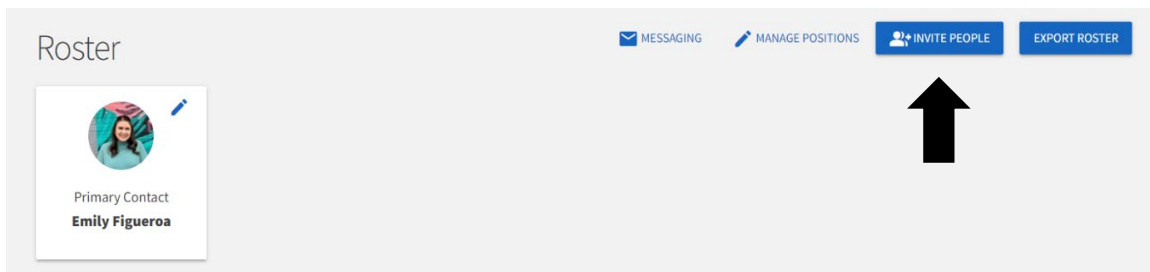 Roster
MESSAGING
MANAGE POSITIONS
INVITE PEOPLE
EXPORT ROSTER
Primary Contact
Emily Figueroa